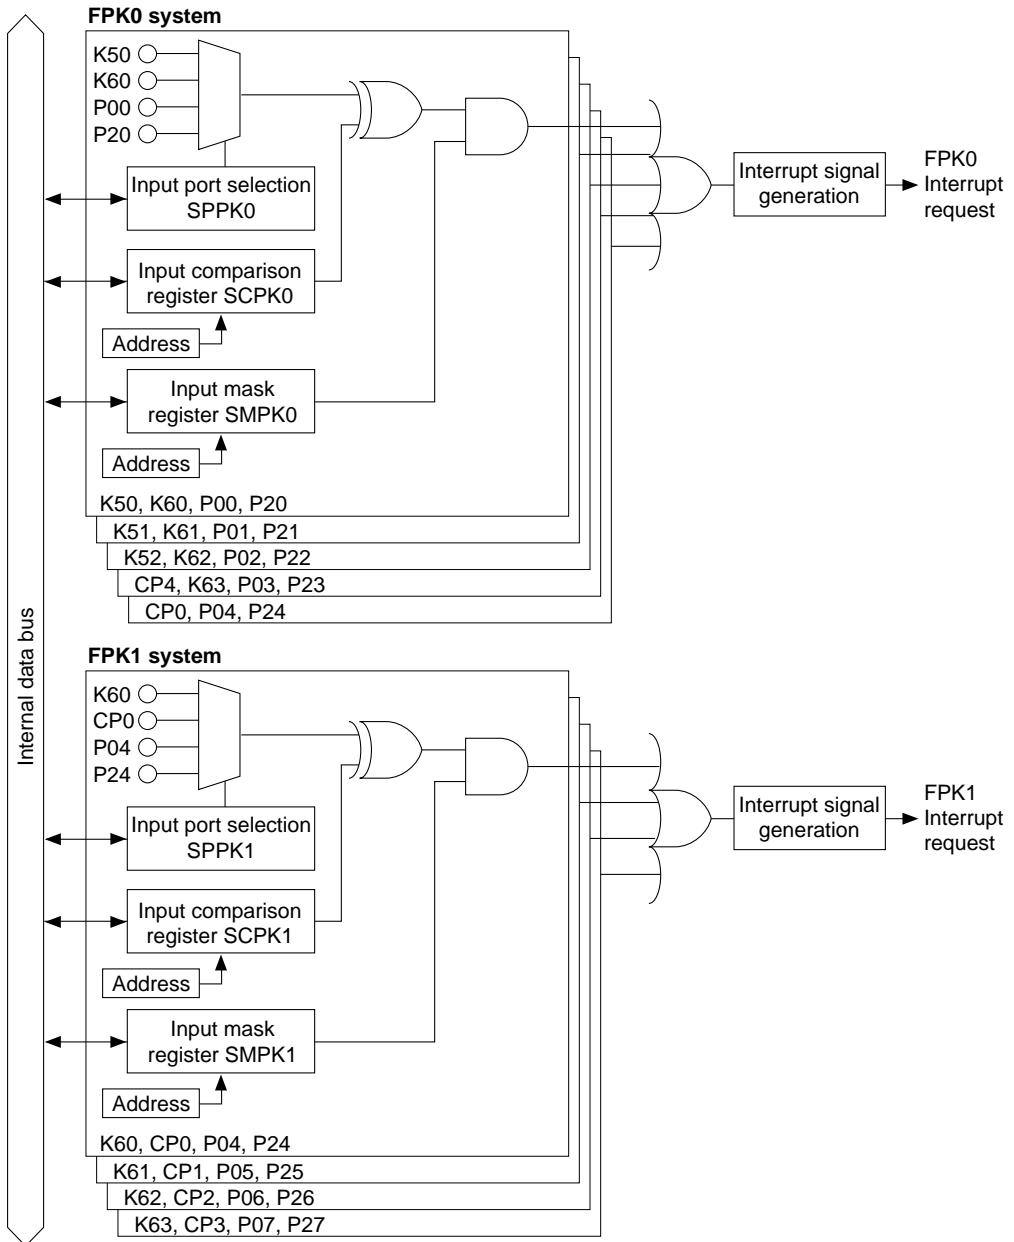 FPK0 system
K50
K60
P00
P20
Input port selection
SPPK0
Input comparison
register SCPK0
Address
Input mask
register SMPK0
Address
Interrupt signal
generation
FPK0
Interrupt
request
K50, K60, P00, P20
K51, K61, P01, P21
K52, K62, P02, P22
CP4, K63, P03, P23
CP0, P04, P24
Internal data bus
FPK1 system
K60
CP0
P04
P24
Input port selection
SPPK1
Input comparison
register SCPK1
Address
Input mask
register SMPK1
Address
Interrupt signal
generation
FPK1
Interrupt
request
K60, CP0, P04, P24
K61, CP1, P05, P25
K62, CP2, P06, P26
K63, CP3, P07, P27